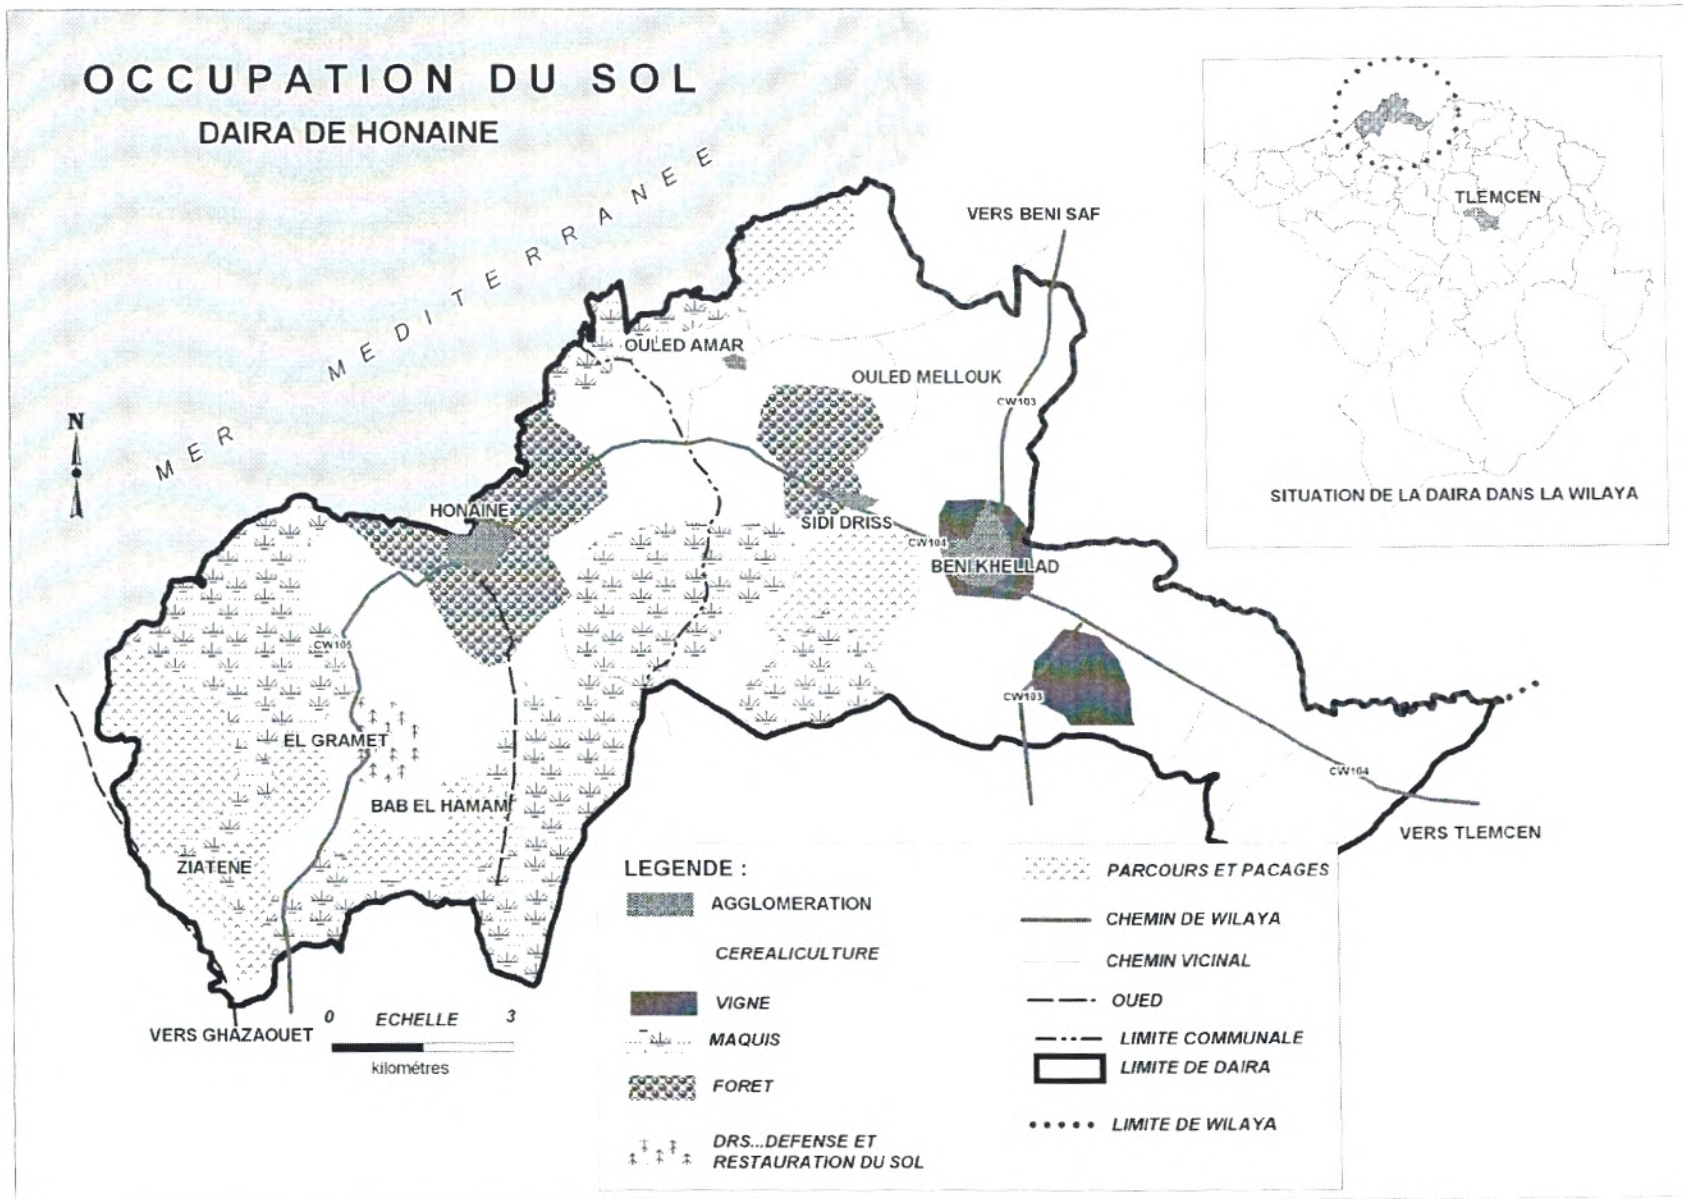 OCCUPATION DU SOL
DAIRA DE HONAINE
MER MEDITERRANEE
N
VERS BENI SAF
TLEMCEN
SITUATION DE LA DAIRA DANS LA WILAYA
OULED AMAR
OULED MELLOUK
CW103
HONAINE
SIDI DRISS
CW104
BENI KHELLAD
CW105
CW103
EL GRAMET
BAB EL HAMAM
CW104
ZIATENE
VERS TLEMCEN
VERS GHAZAOUET
0 ECHELLE 3
kilométres
LEGENDE :
AGGLOMERATION
CEREALICULTURE
VIGNE
MAQUIS
FORET
DRS...DEFENSE ET
RESTAURATION DU SOL
PARCOURS ET PACAGES
CHEMIN DE WILAYA
CHEMIN VICINAL
OUED
LIMITE COMMUNALE
LIMITE DE DAIRA
LIMITE DE WILAYA